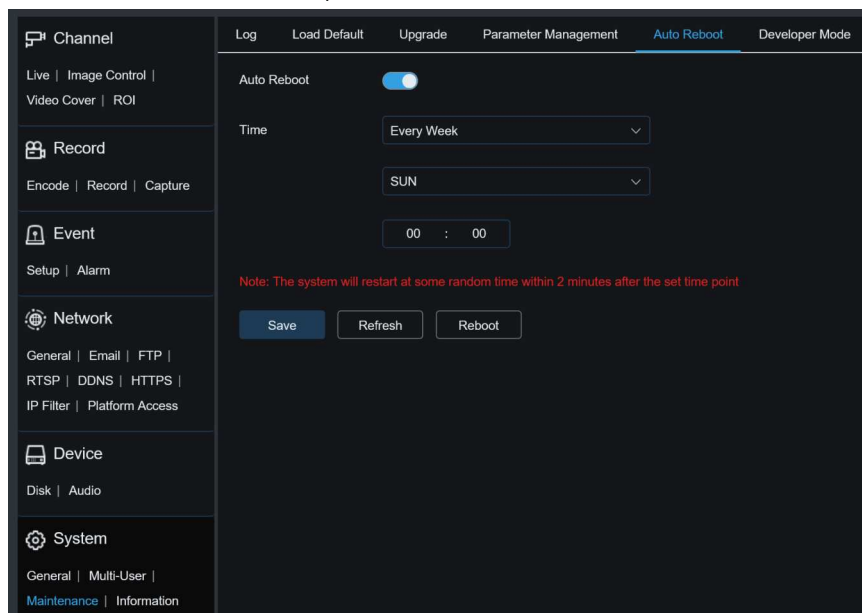 Channel
Live | Image Control |
Video Cover | ROI
Record
Encode | Record | Capture
Event
Setup | Alarm
Network
General | Email | FTP |
RTSP | DDNS | HTTPS |
IP Filter | Platform Access
Device
Disk | Audio
System
General | Multi-User |
Maintenance | Information
Log Load Default Upgrade Parameter Management Auto Reboot Developer Mode
Auto Reboot
Time Every Week
SUN
00 : 00
Note: The system will restart at some random time within 2 minutes after the set time point
Save Refresh Reboot